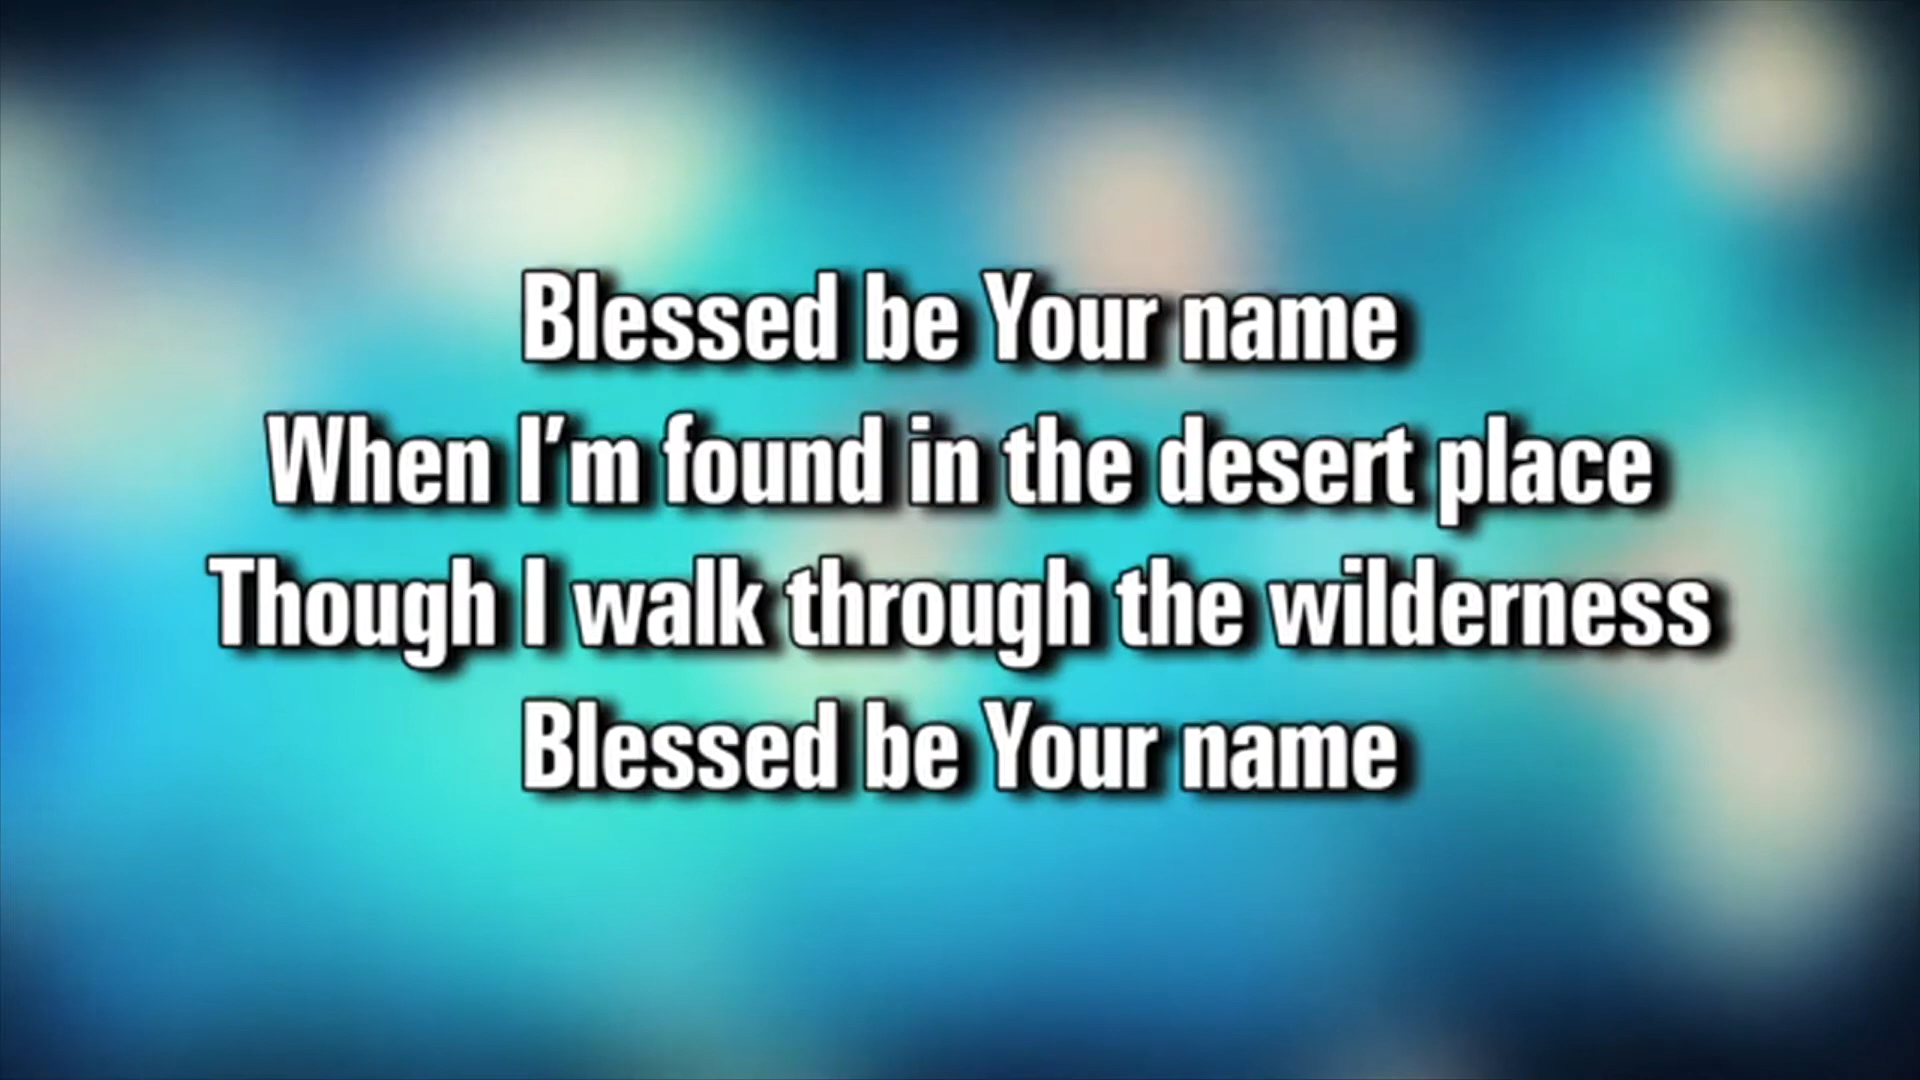 Blessed be Your name
When I’m found in the desert place
Though I walk through the wilderness
Blessed be Your name